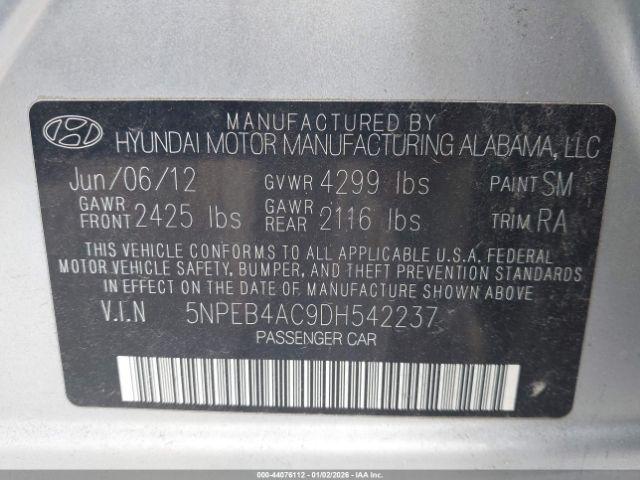 MANUFACTURED BY
HYUNDAI MOTOR MANUFACTURING ALABAMA, LLC
Jun/06/12 GVWR 4299 lbs PAINT SM
GAWR FRONT 2425 lbs GAWR REAR 2116 lbs TRIM RA
THIS VEHICLE CONFORMS TO ALL APPLICABLE U.S.A. FEDERAL
MOTOR VEHICLE SAFETY, BUMPER, AND THEFT PREVENTION STANDARDS
IN EFFECT ON THE DATE OF MANUFACTURE SHOWN ABOVE.
V.I.N 5NPEB4AC9DH542237
PASSENGER CAR
000-44076112 - 01/02/2026 - COPART